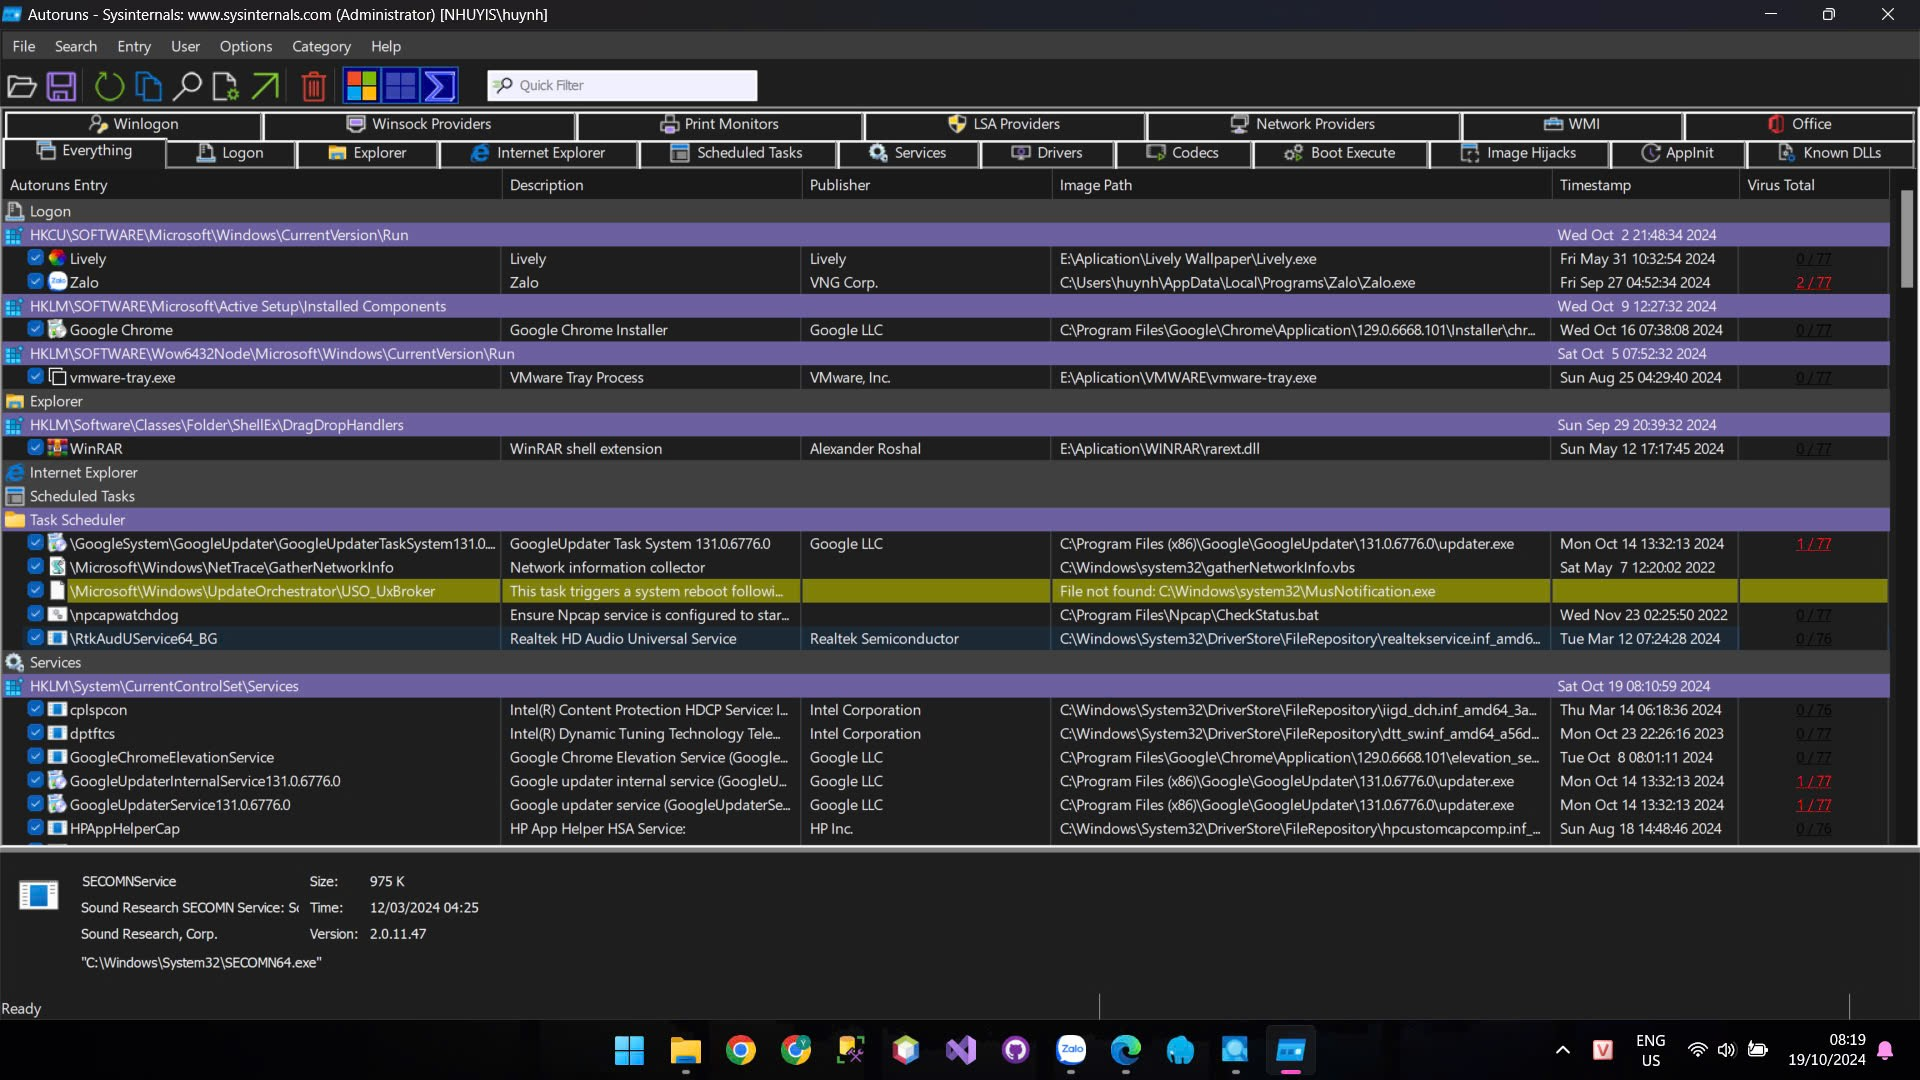 Autoruns - Sysinternals: www.sysinternals.com (Administrator) [NHUYIS\huynh]
File Search Entry User Options Category Help
Quick Filter
Winlogon Winsock Providers Print Monitors LSA Providers Network Providers WMI Office
Everything Logon Explorer Internet Explorer Scheduled Tasks Services Drivers Codecs Boot Execute Image Hijacks AppInit Known DLLs
Autoruns Entry Description Publisher Image Path Timestamp Virus Total
Logon
HKCU\SOFTWARE\Microsoft\Windows\CurrentVersion\Run Wed Oct 2 21:48:34 2024
Lively Lively Lively E:\Aplication\Lively Wallpaper\Lively.exe Fri May 31 10:32:54 2024 0/77
Zalo Zalo VNG Corp. C:\Users\huynh\AppData\Local\Programs\Zalo\Zalo.exe Fri Sep 27 04:52:34 2024 2/77
HKLM\SOFTWARE\Microsoft\Active Setup\Installed Components Wed Oct 9 12:27:32 2024
Google Chrome Google Chrome Installer Google LLC C:\Program Files\Google\Chrome\Application\129.0.6668.101\Installer\chr... Wed Oct 16 07:38:08 2024 0/77
HKLM\SOFTWARE\Wow6432Node\Microsoft\Windows\CurrentVersion\Run Sat Oct 5 07:52:32 2024
vmware-tray.exe VMware Tray Process VMware, Inc. E:\Aplication\VMWARE\vmware-tray.exe Sun Aug 25 04:29:40 2024 0/77
Explorer
HKLM\Software\Classes\Folder\ShellEx\DragDropHandlers Sun Sep 29 20:39:32 2024
WinRAR WinRAR shell extension Alexander Roshal E:\Aplication\WINRAR\rarext.dll Sun May 12 17:17:45 2024 0/77
Internet Explorer
Scheduled Tasks
Task Scheduler
\GoogleSystem\GoogleUpdater\GoogleUpdaterTaskSystem131.0.... GoogleUpdater Task System 131.0.6776.0 Google LLC C:\Program Files (x86)\Google\GoogleUpdater\131.0.6776.0\updater.exe Mon Oct 14 13:32:13 2024 1/77
\Microsoft\Windows\NetTrace\GatherNetworkInfo Network information collector C:\Windows\system32\gatherNetworkInfo.vbs Sat May 7 12:20:02 2022
\Microsoft\Windows\UpdateOrchestrator\USO_UxBroker This task triggers a system reboot followi... File not found: C:\Windows\system32\MusNotification.exe
\npcapwatchdog Ensure Npcap service is configured to star... C:\Program Files\Npcap\CheckStatus.bat Wed Nov 23 02:25:50 2022 0/77
\RtkAudUService64_BG Realtek HD Audio Universal Service Realtek Semiconductor C:\Windows\System32\DriverStore\FileRepository\realtekservice.inf_amd6... Tue Mar 12 07:24:28 2024 0/76
Services
HKLM\System\CurrentControlSet\Services Sat Oct 19 08:10:59 2024
cplspcon Intel(R) Content Protection HDCP Service: I... Intel Corporation C:\Windows\System32\DriverStore\FileRepository\iigd_dch.inf_amd64_3a... Thu Mar 14 06:18:36 2024 0/76
dptftcs Intel(R) Dynamic Tuning Technology Tele... Intel Corporation C:\Windows\System32\DriverStore\FileRepository\dtt_sw.inf_amd64_a56d... Mon Oct 23 22:26:16 2023 0/77
GoogleChromeElevationService Google Chrome Elevation Service (Google... Google LLC C:\Program Files\Google\Chrome\Application\129.0.6668.101\elevation_se... Tue Oct 8 08:01:11 2024 0/77
GoogleUpdaterInternalService131.0.6776.0 Google updater internal service (GoogleU... Google LLC C:\Program Files (x86)\Google\GoogleUpdater\131.0.6776.0\updater.exe Mon Oct 14 13:32:13 2024 1/77
GoogleUpdaterService131.0.6776.0 Google updater service (GoogleUpdaterSe... Google LLC C:\Program Files (x86)\Google\GoogleUpdater\131.0.6776.0\updater.exe Mon Oct 14 13:32:13 2024 1/77
HPAppHelperCap HP App Helper HSA Service: HP Inc. C:\Windows\System32\DriverStore\FileRepository\hpcustomcapcomp.inf_... Sun Aug 18 14:48:46 2024 0/76
SECOMNService Size: 975 K
Sound Research SECOMN Service: Sc Time: 12/03/2024 04:25
Sound Research, Corp. Version: 2.0.11.47
"C:\Windows\System32\SECOMN64.exe"
Ready
Zalo
V
ENG
US
08:19
19/10/2024